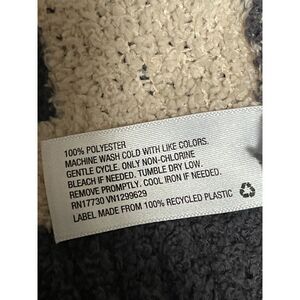 100% POLYESTER
MACHINE WASH COLD WITH LIKE COLORS.
GENTLE CYCLE. ONLY NON-CHLORINE
BLEACH IF NEEDED. TUMBLE DRY LOW.
REMOVE PROMPTLY. COOL IRON IF NEEDED.
RN17730 VN1299629
LABEL MADE FROM 100% RECYCLED PLASTIC